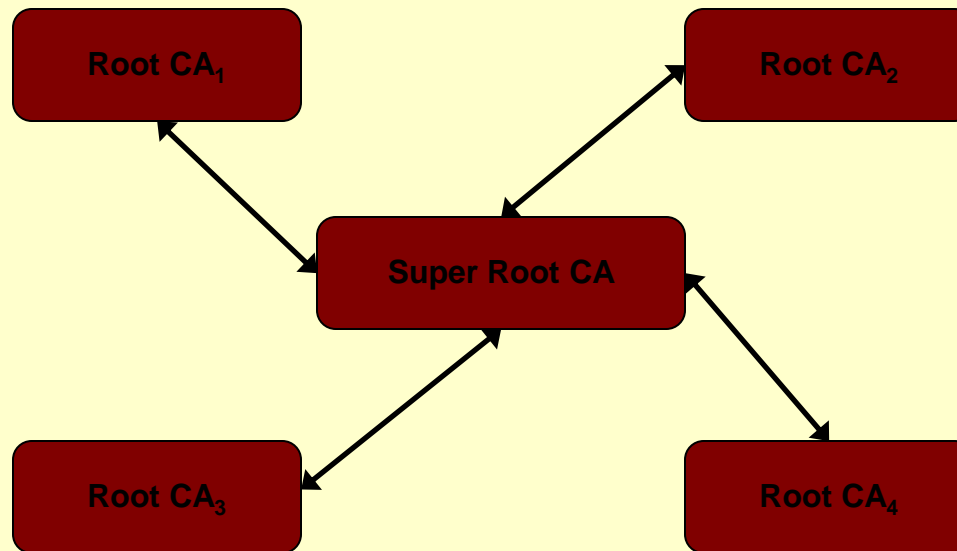 Root CA₁
Root CA₂
Super Root CA
Root CA₃
Root CA₄